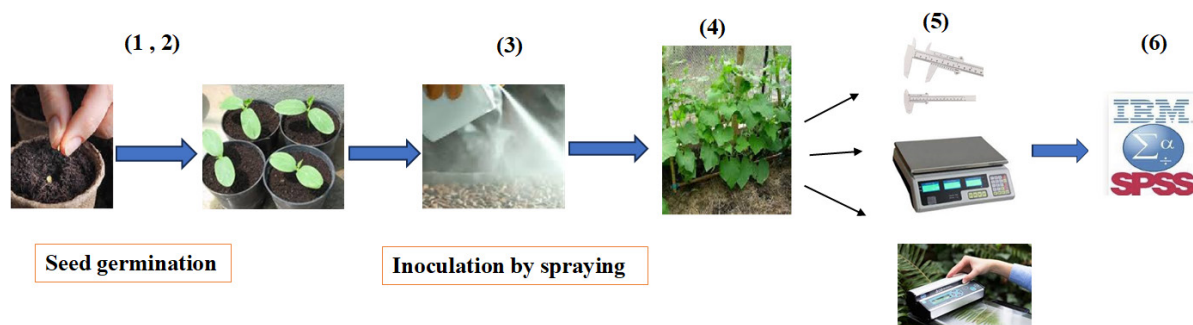 (1 , 2)
(3)
(4)
(5)
(6)
IBM
Σ α
÷
SPSS
Seed germination
Inoculation by spraying